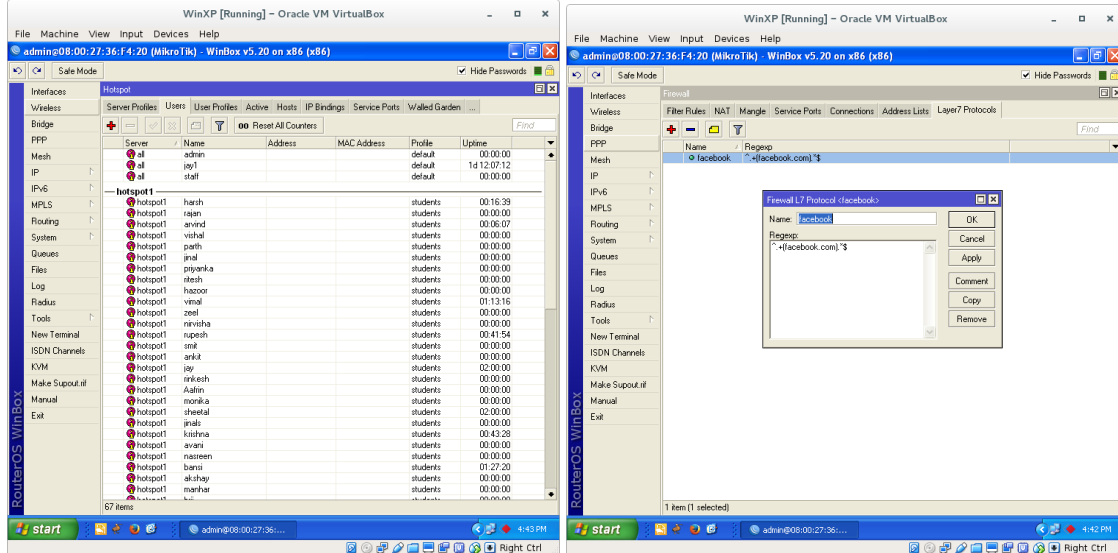 WinXP [Running] - Oracle VM VirtualBox
File Machine View Input Devices Help
admin@08:00:27:36:F4:20 (MikroTik) - WinBox v5.20 on x86 (x86)
Safe Mode
Hide Passwords
Interfaces
Wireless
Bridge
PPP
Mesh
IP
IPv6
MPLS
Routing
System
Queues
Files
Log
Radius
Tools
New Terminal
ISDN Channels
KVM
Make Supout.rif
Manual
Exit
RouterOS WinBox
Hotspot
Server Profiles Users User Profiles Active Hosts IP Bindings Service Ports Walled Garden ...
00 Reset All Counters Find
Server Name Address MAC Address Profile Uptime
all admin default 00:00:00
all jay1 default 1d 12:07:12
all staff default 00:00:00
hotspot1
hotspot1 harsh students 00:16:39
hotspot1 rajan students 00:00:00
hotspot1 arvind students 00:06:07
hotspot1 vishal students 00:00:00
hotspot1 parth students 00:00:00
hotspot1 jinal students 00:00:00
hotspot1 priyanka students 00:00:00
hotspot1 ritesh students 00:00:00
hotspot1 hazoor students 00:00:00
hotspot1 vimal students 01:13:16
hotspot1 zeel students 00:00:00
hotspot1 nirvisha students 00:00:00
hotspot1 rupesh students 00:41:54
hotspot1 smit students 00:00:00
hotspot1 ankit students 00:00:00
hotspot1 jay students 02:00:00
hotspot1 rinkesh students 00:00:00
hotspot1 Aafrin students 00:00:00
hotspot1 monika students 00:00:00
hotspot1 sheetal students 02:00:00
hotspot1 jinals students 00:00:00
hotspot1 krishna students 00:43:28
hotspot1 avani students 00:00:00
hotspot1 nasreen students 00:00:00
hotspot1 bansi students 01:27:20
hotspot1 akshay students 00:00:00
hotspot1 manhar students 00:00:00
67 items
start admin@08:00:27:36:... 4:43 PM
Right Ctrl
WinXP [Running] - Oracle VM VirtualBox
File Machine View Input Devices Help
admin@08:00:27:36:F4:20 (MikroTik) - WinBox v5.20 on x86 (x86)
Safe Mode
Hide Passwords
Interfaces
Wireless
Bridge
PPP
Mesh
IP
IPv6
MPLS
Routing
System
Queues
Files
Log
Radius
Tools
New Terminal
ISDN Channels
KVM
Make Supout.rif
Manual
Exit
RouterOS WinBox
Firewall
Filter Rules NAT Mangle Service Ports Connections Address Lists Layer7 Protocols
Find
Name Regexp
facebook ^.+(facebook.com).*$
Firewall L7 Protocol <facebook>
Name: facebook
Regexp:
^.+(facebook.com).*$
OK
Cancel
Apply
Comment
Copy
Remove
1 item (1 selected)
start admin@08:00:27:36:... 4:42 PM
Right Ctrl